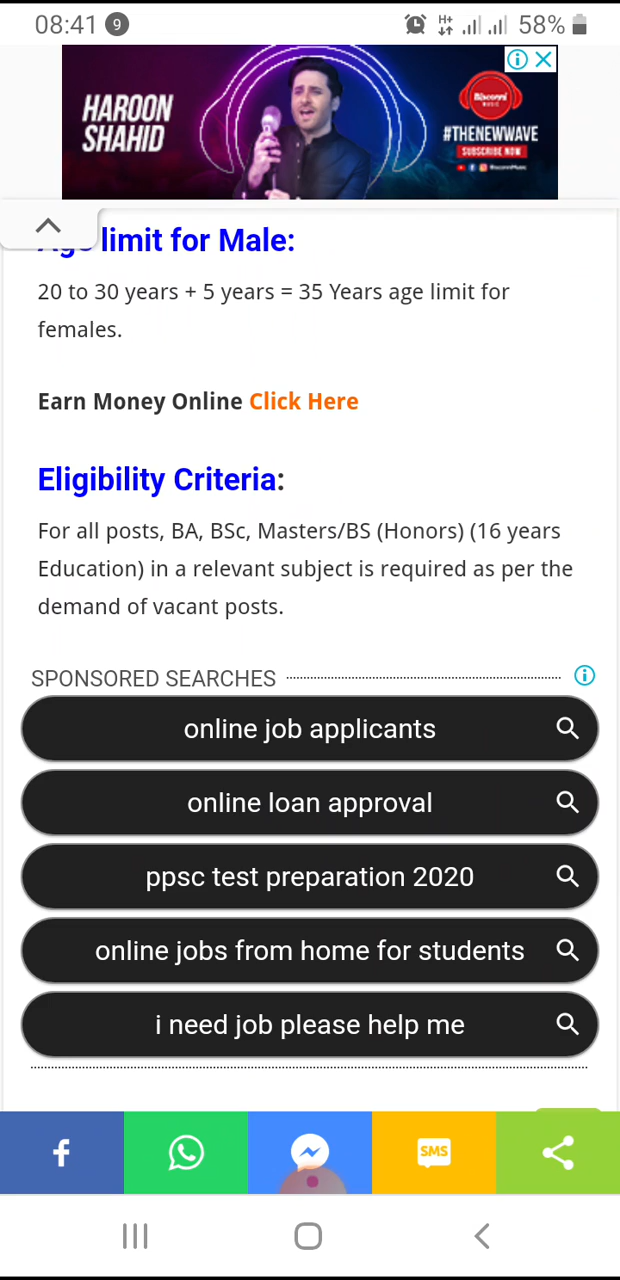 08:41 9 H+ 58%
HAROON
SHAHID
Bisconni
MUSIC
#THENEWWAVE
SUBSCRIBE NOW
BisconniMusic
Age limit for Male:
20 to 30 years + 5 years = 35 Years age limit for
females.
Earn Money Online Click Here
Eligibility Criteria:
For all posts, BA, BSc, Masters/BS (Honors) (16 years
Education) in a relevant subject is required as per the
demand of vacant posts.
SPONSORED SEARCHES
online job applicants
online loan approval
ppsc test preparation 2020
online jobs from home for students
i need job please help me
SMS